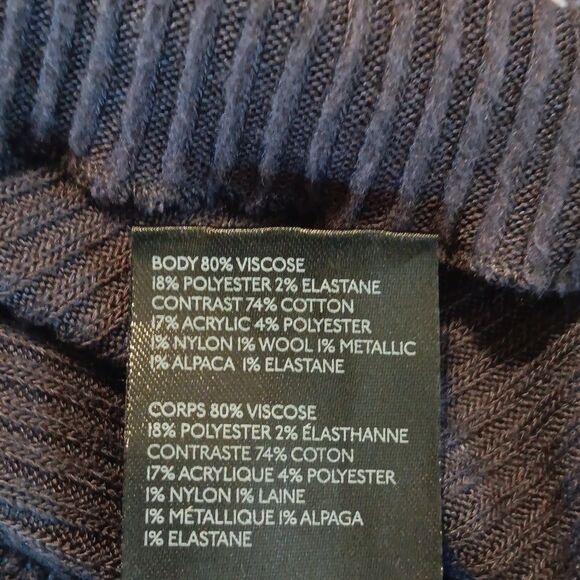 BODY 80% VISCOSE
18% POLYESTER 2% ELASTANE
CONTRAST 74% COTTON
17% ACRYLIC 4% POLYESTER
1% NYLON 1% WOOL 1% METALLIC
1% ALPACA 1% ELASTANE
CORPS 80% VISCOSE
18% POLYESTER 2% ÉLASTHANNE
CONTRASTE 74% COTON
17% ACRYLIQUE 4% POLYESTER
1% NYLON 1% LAINE
1% MÉTALLIQUE 1% ALPAGA
1% ELASTANE